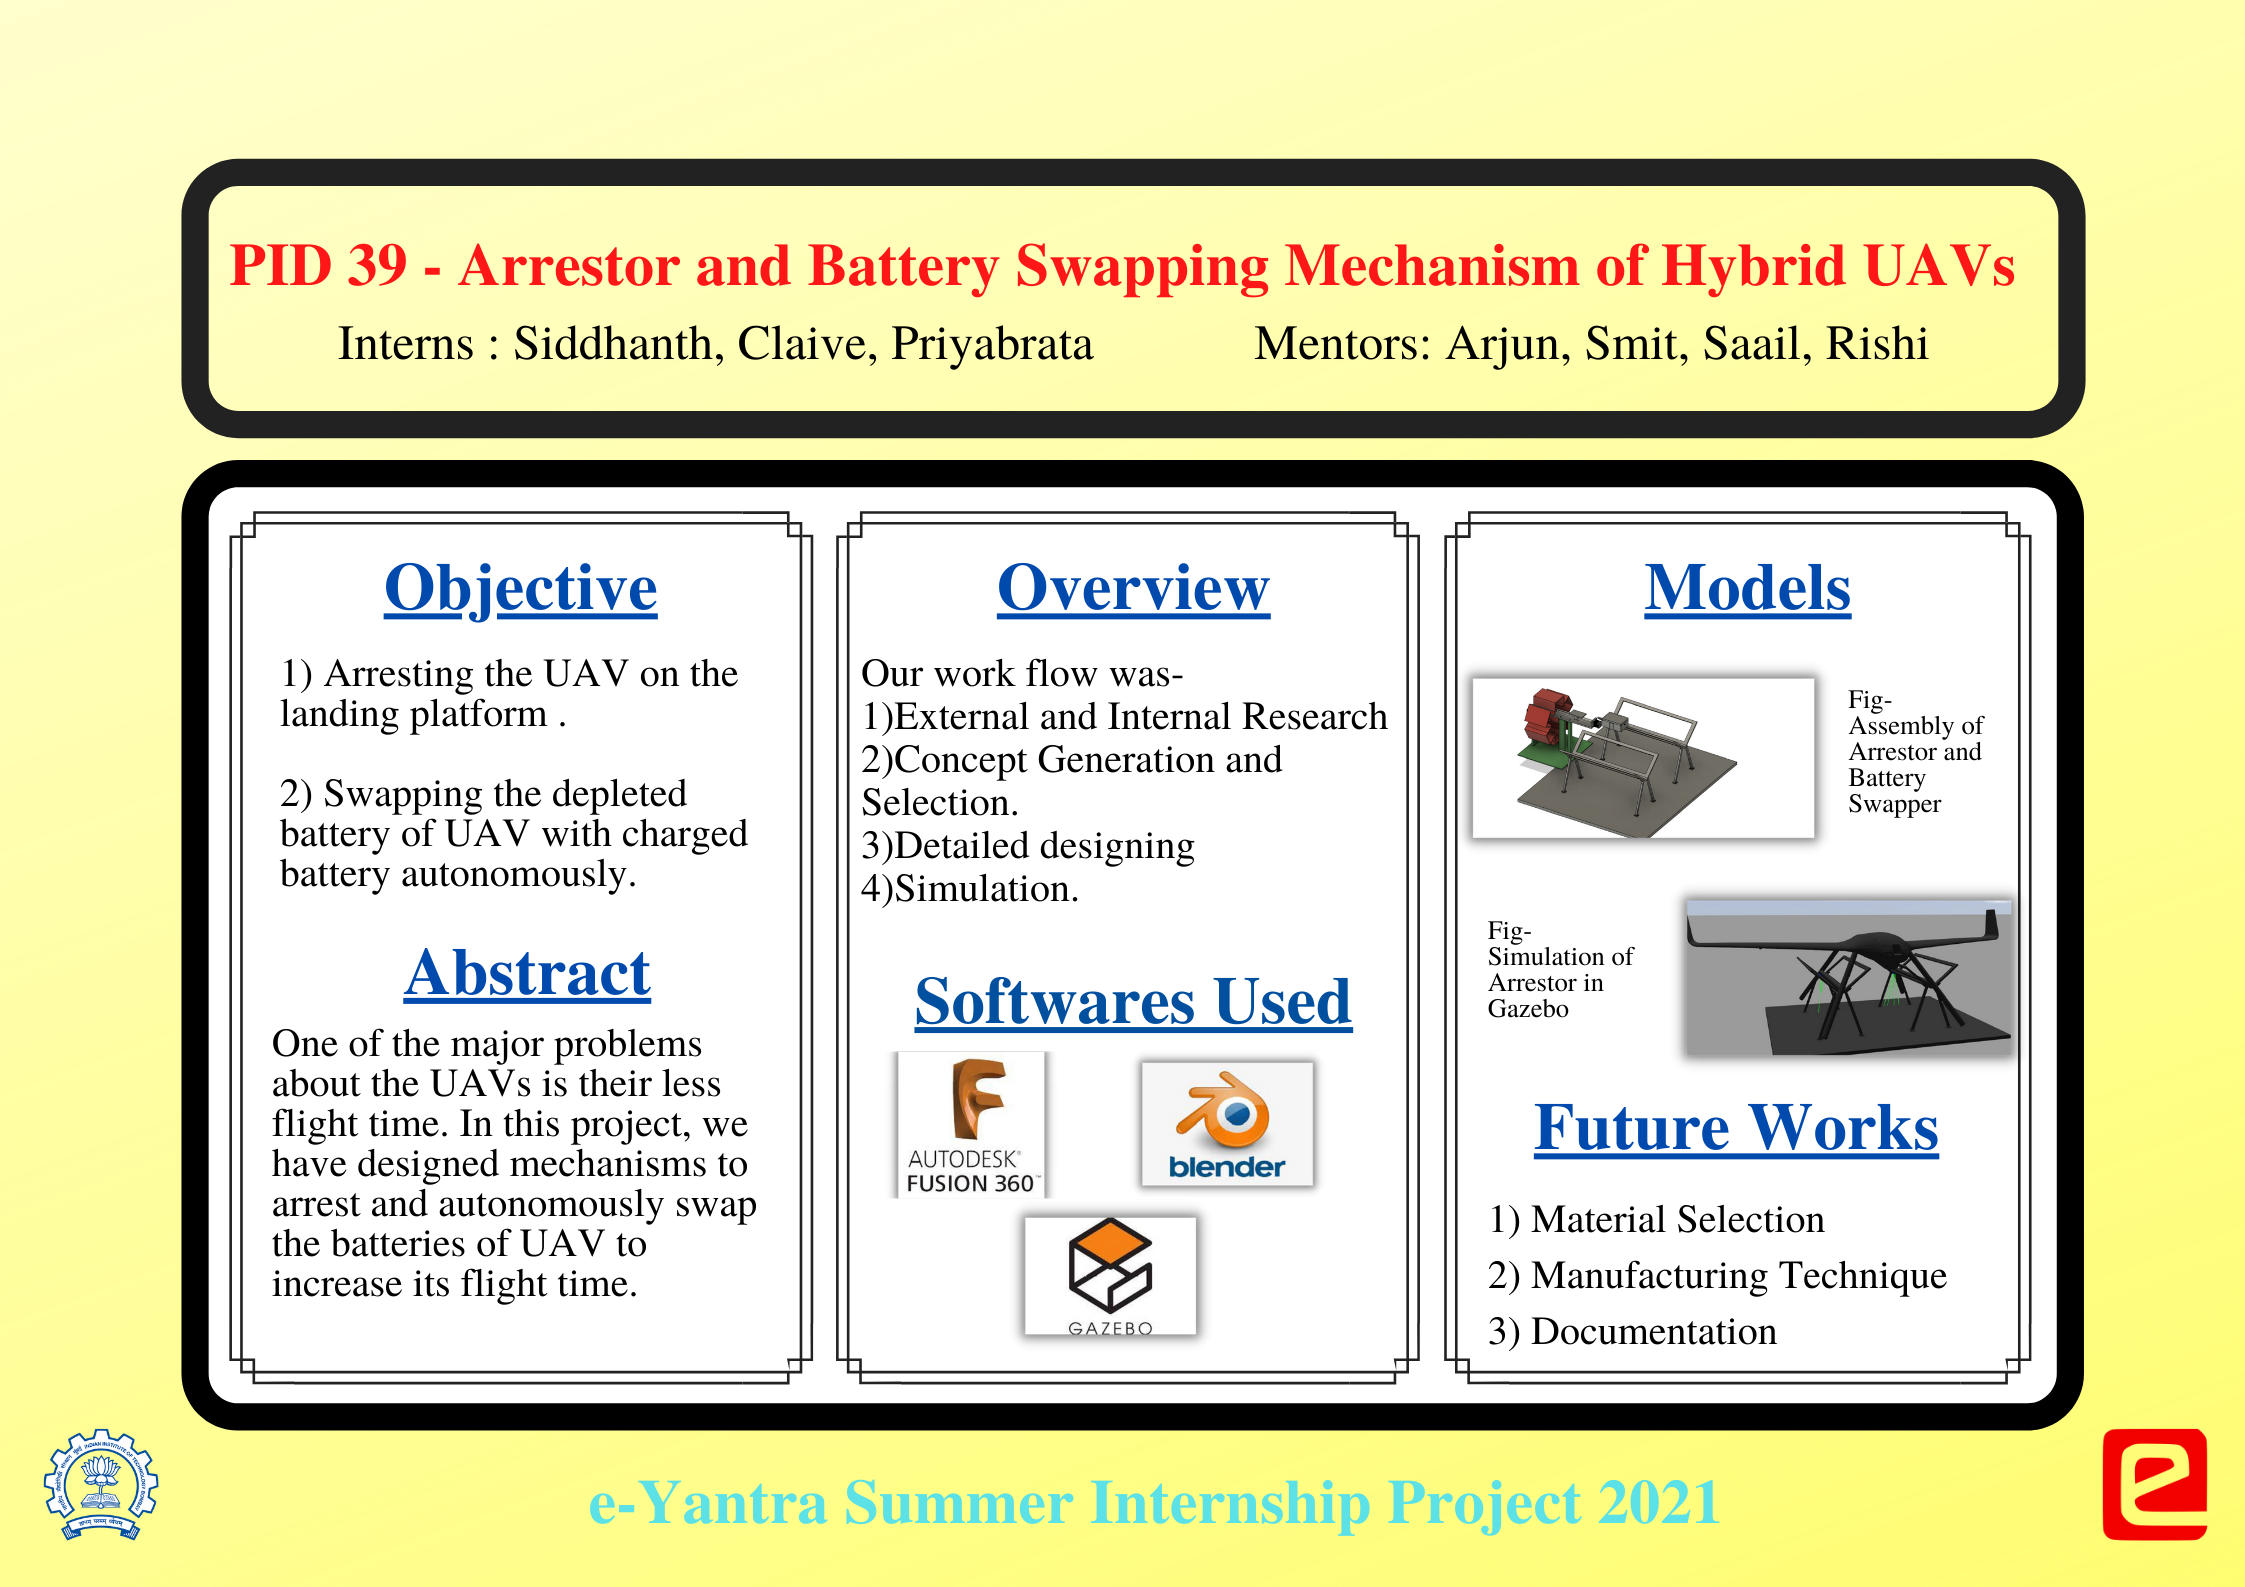 PID 39 - Arrestor and Battery Swapping Mechanism of Hybrid UAVs
Interns : Siddhanth, Claive, Priyabrata
Mentors: Arjun, Smit, Saail, Rishi
Objective
1) Arresting the UAV on the
landing platform .
2) Swapping the depleted
battery of UAV with charged
battery autonomously.
Abstract
One of the major problems
about the UAVs is their less
flight time. In this project, we
have designed mechanisms to
arrest and autonomously swap
the batteries of UAV to
increase its flight time.
Overview
Our work flow was-
1)External and Internal Research
2)Concept Generation and
Selection.
3)Detailed designing
4)Simulation.
Softwares Used
AUTODESK®
FUSION 360™
blender
GAZEBO
Models
Fig-
Assembly of
Arrestor and
Battery
Swapper
Fig-
Simulation of
Arrestor in
Gazebo
Future Works
1) Material Selection
2) Manufacturing Technique
3) Documentation
INDIAN INSTITUTE OF TECHNOLOGY BOMBAY
e-Yantra Summer Internship Project 2021
e